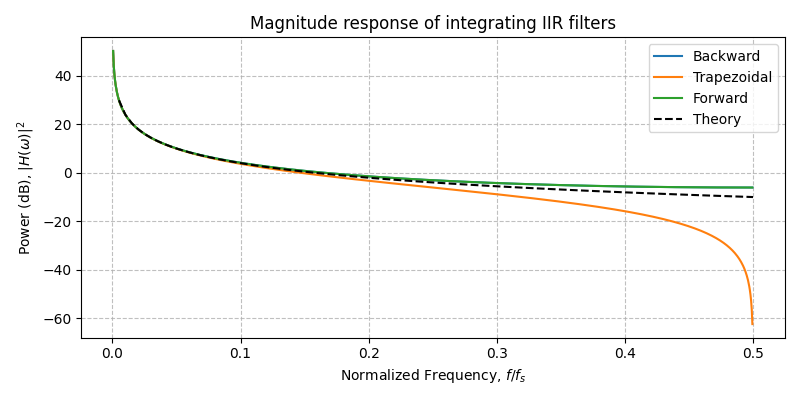 Magnitude response of integrating IIR filters
Power (dB), |H(ω)|²
40
20
0
−20
−40
−60
Backward
Trapezoidal
Forward
Theory
0.0
0.1
0.2
0.3
0.4
0.5
Normalized Frequency, f/fₛ